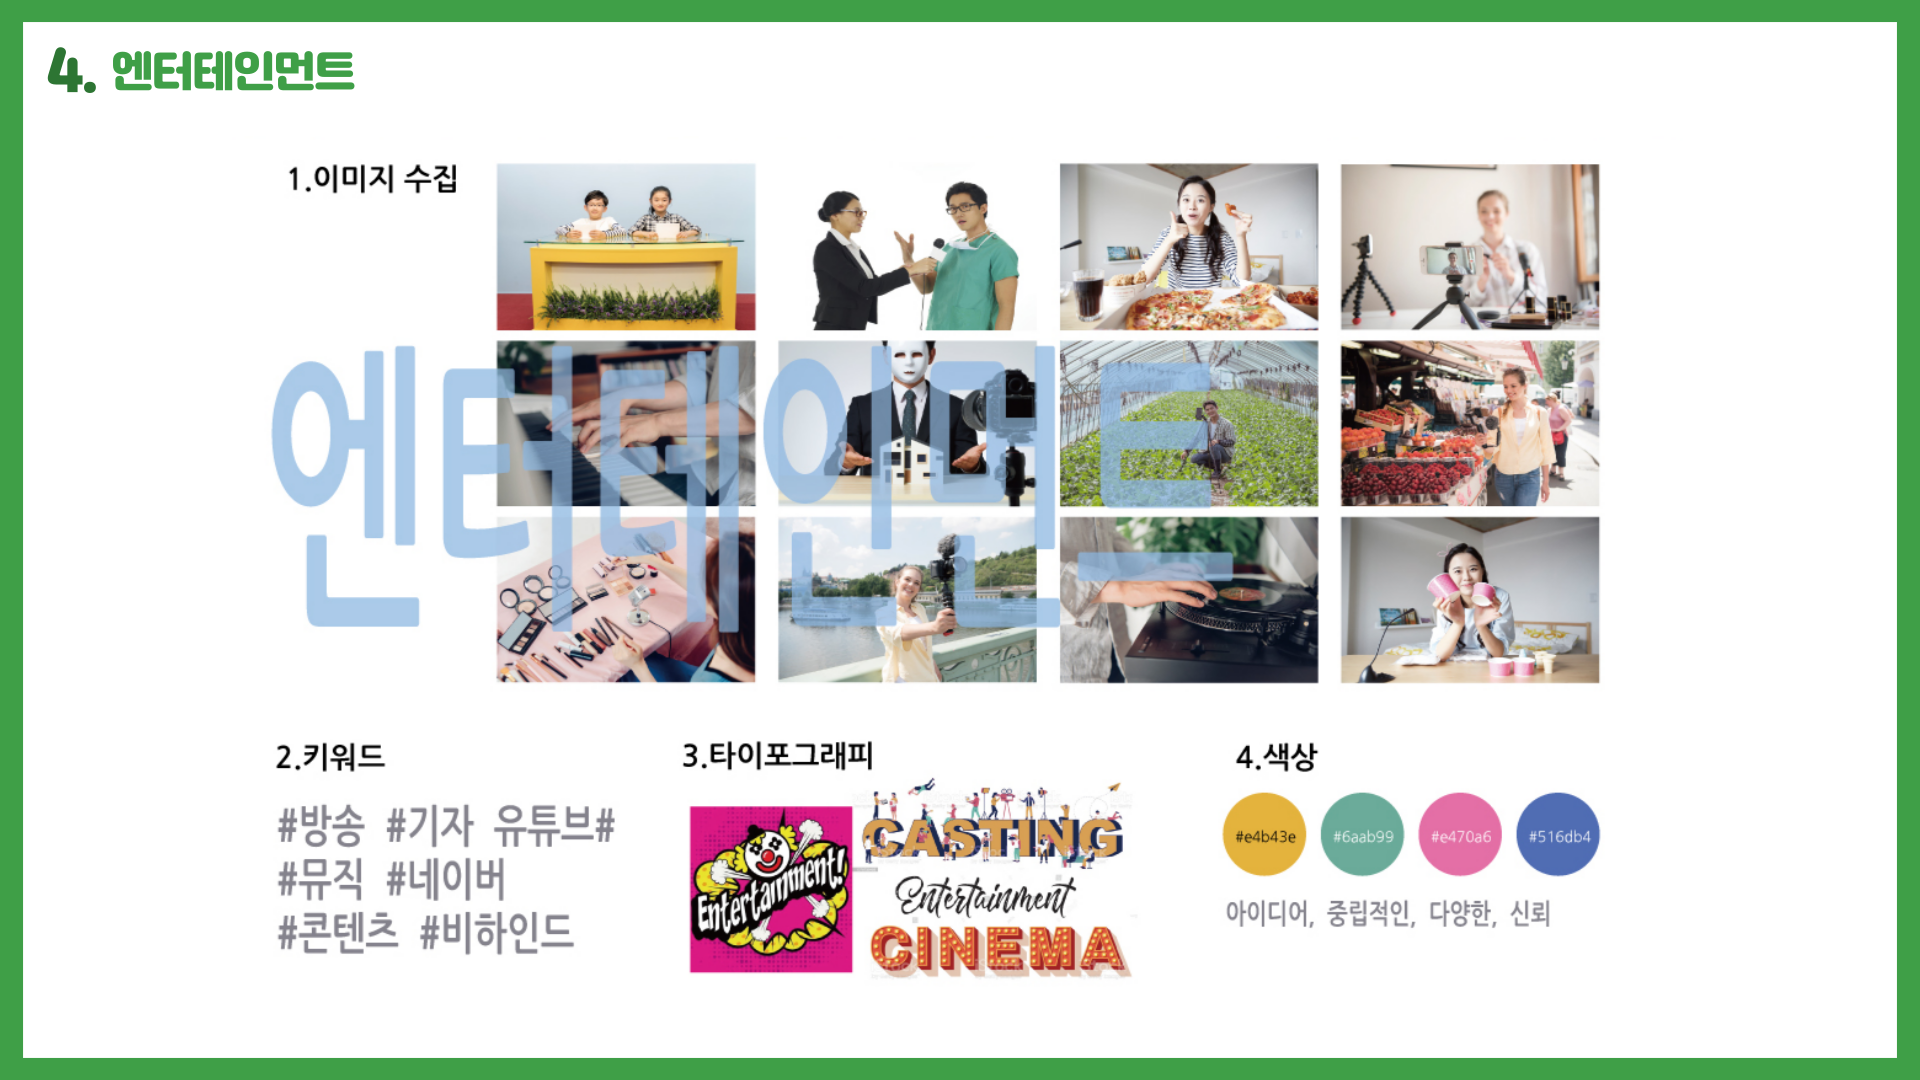 4. 엔터테인먼트
1.이미지 수집
엔터테인먼트
2.키워드
#방송 #기자 유튜브#
#뮤직 #네이버
#콘텐츠 #비하인드
3.타이포그래피
Entertainment!
CASTING
Entertainment
CINEMA
4.색상
#e4b43e #6aab99 #e470a6 #516db4
아이디어, 중립적인, 다양한, 신뢰